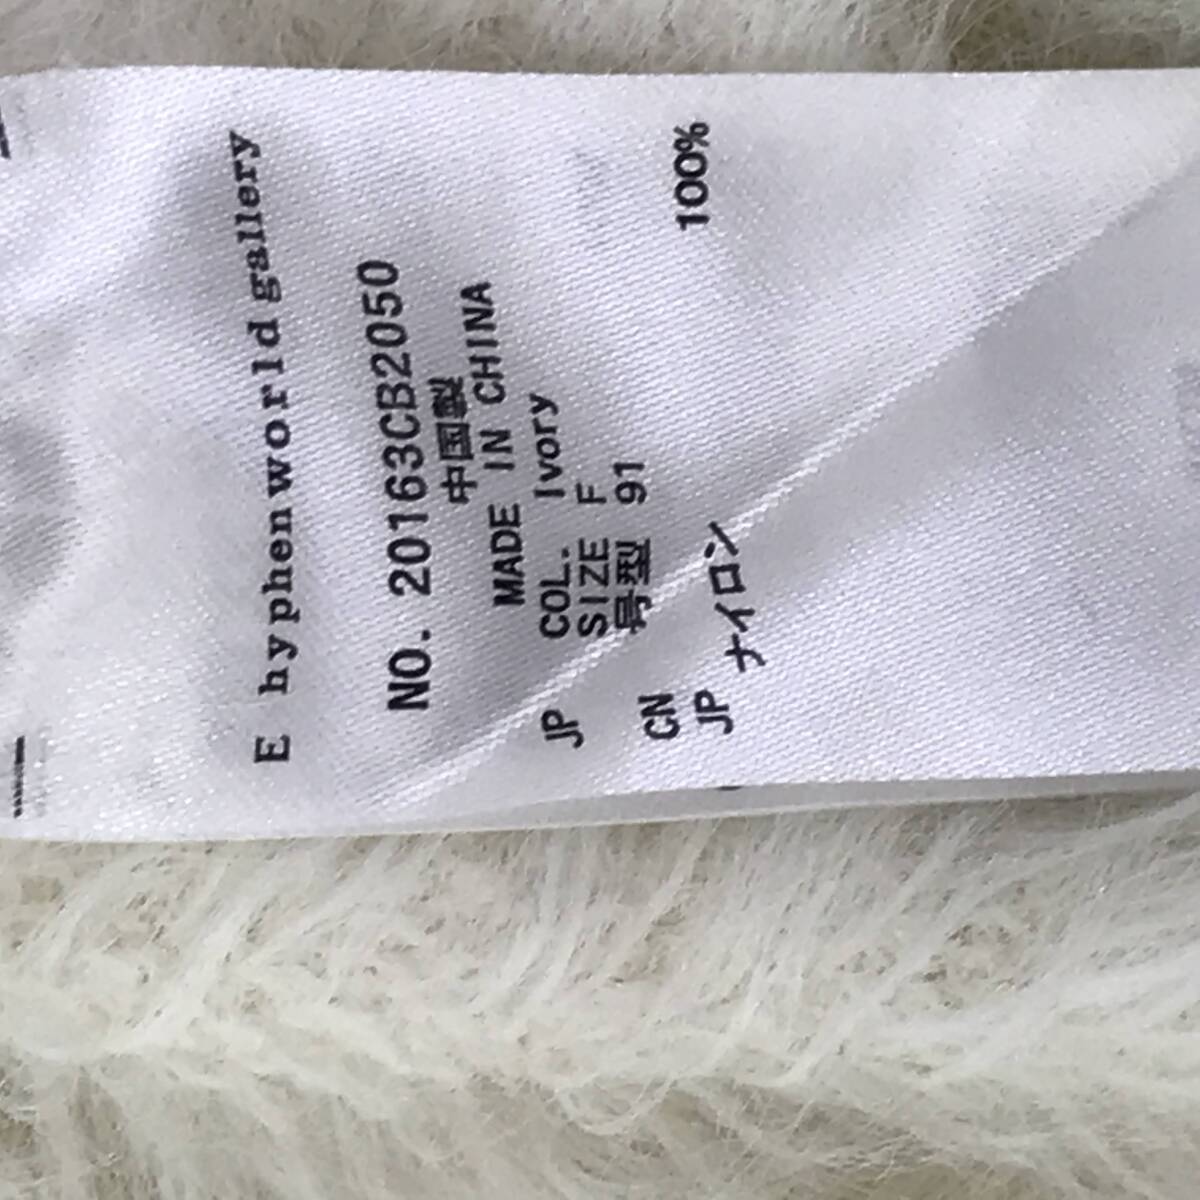 E hyphen world gallery
NO. 20163CB2050
中国製
MADE IN CHINA
JP COL. Ivory
SIZE F
CN 号型 91
JP ナイロン 100%